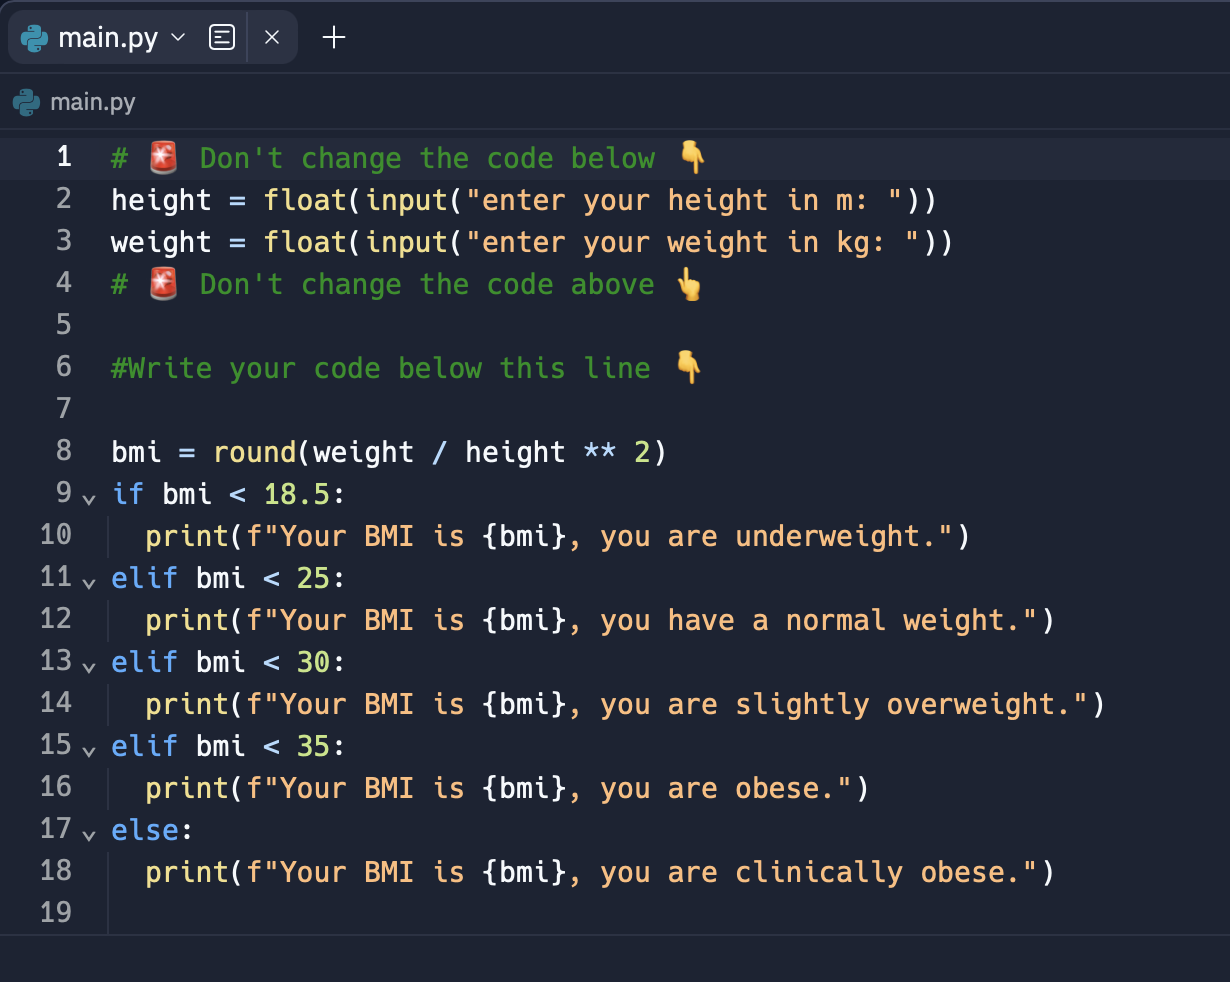 main.py
main.py
1 # 🚨 Don't change the code below 👇
2 height = float(input("enter your height in m: "))
3 weight = float(input("enter your weight in kg: "))
4 # 🚨 Don't change the code above 👆
5
6 #Write your code below this line 👇
7
8 bmi = round(weight / height ** 2)
9 if bmi < 18.5:
10   print(f"Your BMI is {bmi}, you are underweight.")
11 elif bmi < 25:
12   print(f"Your BMI is {bmi}, you have a normal weight.")
13 elif bmi < 30:
14   print(f"Your BMI is {bmi}, you are slightly overweight.")
15 elif bmi < 35:
16   print(f"Your BMI is {bmi}, you are obese.")
17 else:
18   print(f"Your BMI is {bmi}, you are clinically obese.")
19